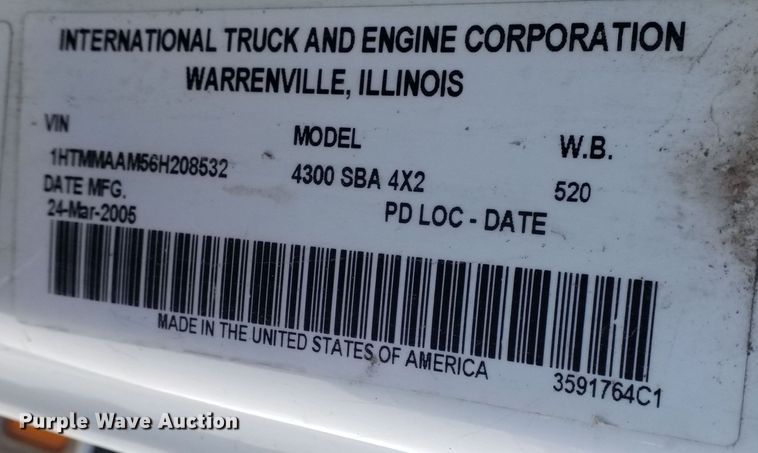 INTERNATIONAL TRUCK AND ENGINE CORPORATION
WARRENVILLE, ILLINOIS
VIN MODEL W.B.
1HTMMAAM56H208532 4300 SBA 4X2 520
DATE MFG. PD LOC - DATE
24-Mar-2005
MADE IN THE UNITED STATES OF AMERICA
3591764C1
Purple Wave Auction